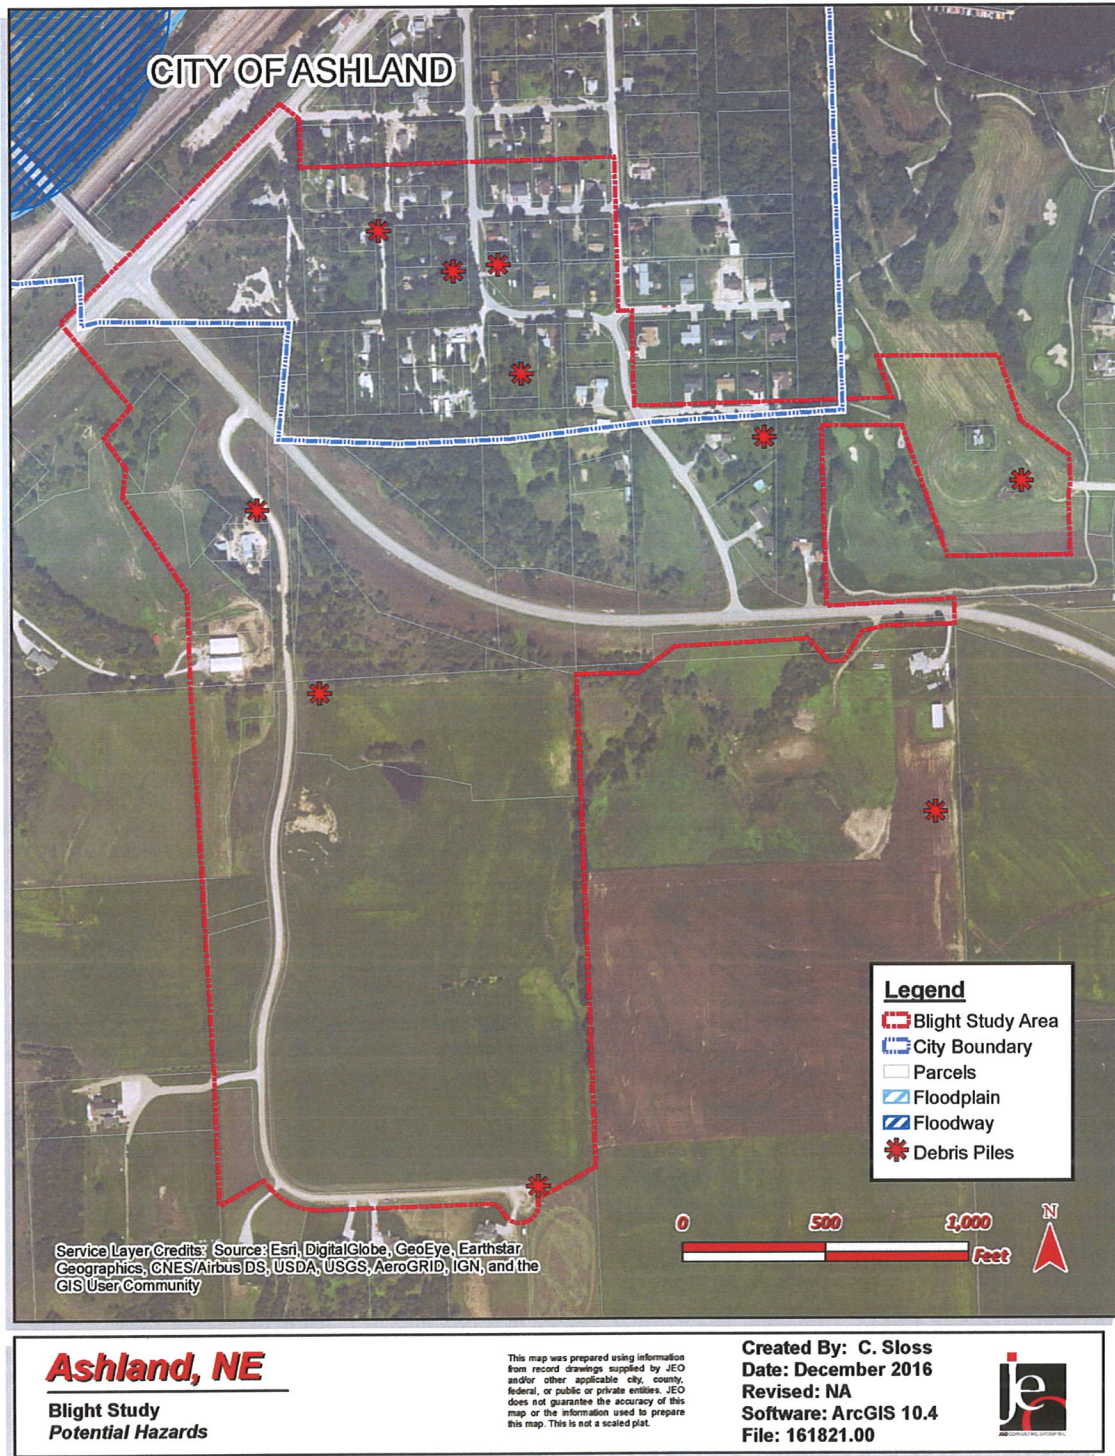 CITY OF ASHLAND
Legend
Blight Study Area
City Boundary
Parcels
Floodplain
Floodway
Debris Piles
N
0 500 1,000
Feet
Service Layer Credits: Source: Esri, DigitalGlobe, GeoEye, Earthstar
Geographics, CNES/Airbus DS, USDA, USGS, AeroGRID, IGN, and the
GIS User Community
Ashland, NE
Blight Study
Potential Hazards
This map was prepared using information
from record drawings supplied by JEO
and/or other applicable city, county,
federal, or public or private entities. JEO
does not guarantee the accuracy of this
map or the information used to prepare
this map. This is not a scaled plat.
Created By: C. Sloss
Date: December 2016
Revised: NA
Software: ArcGIS 10.4
File: 161821.00
jeo
JEO CONSULTING GROUP INC.